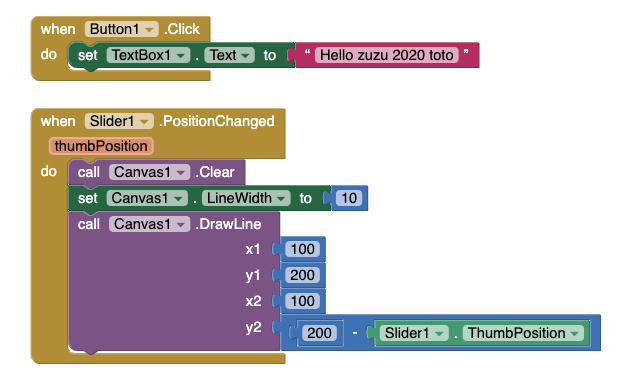 when Button1 .Click
do set TextBox1 . Text to " Hello zuzu 2020 toto "
when Slider1 .PositionChanged
thumbPosition
do call Canvas1 .Clear
set Canvas1 . LineWidth to 10
call Canvas1 .DrawLine
x1 100
y1 200
x2 100
y2 200 - Slider1 . ThumbPosition